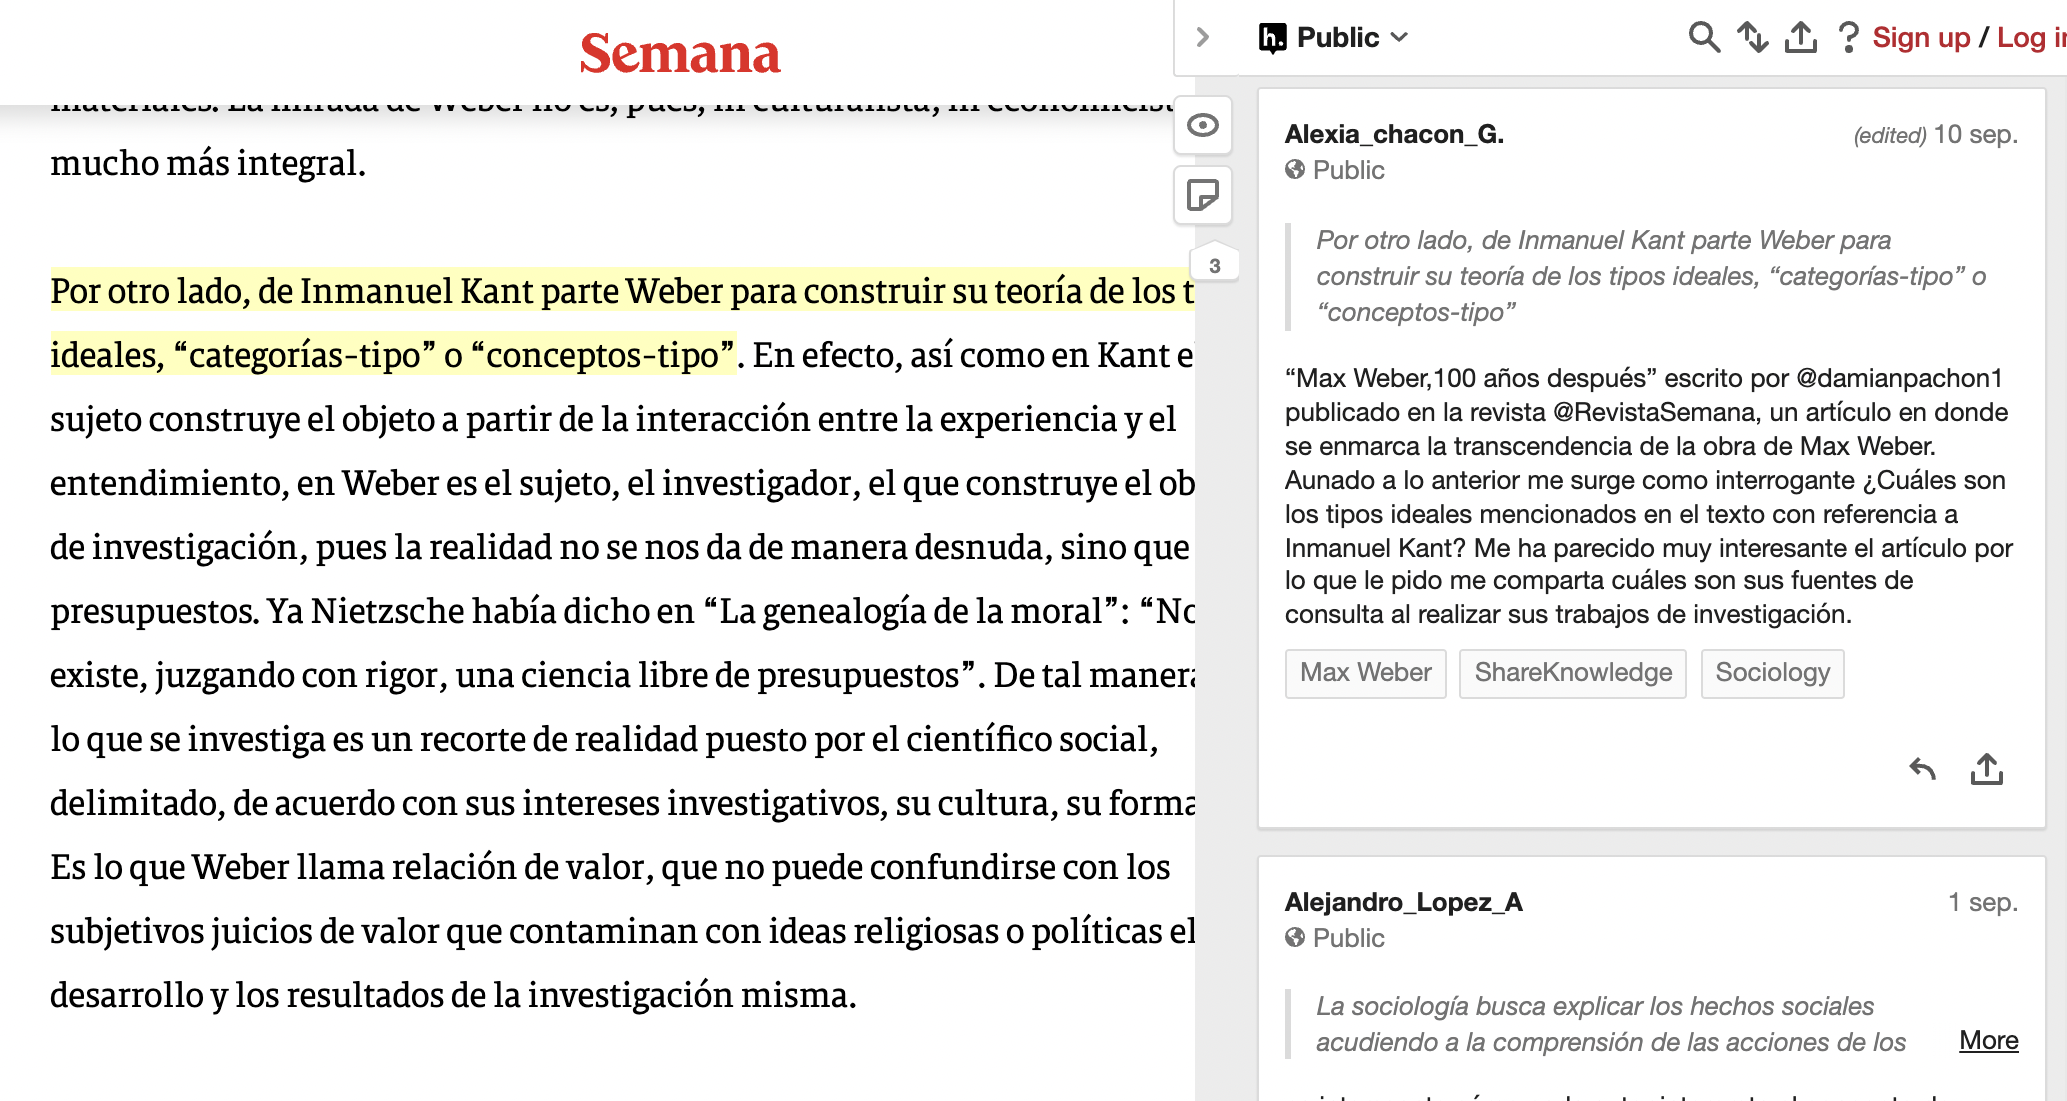 Semana
materiales. La mirada de Weber no es, pues, ni culturalista, ni
mucho más integral.
Por otro lado, de Inmanuel Kant parte Weber para construir su teoría de los t
ideales, “categorías-tipo” o “conceptos-tipo”. En efecto, así como en Kant e
sujeto construye el objeto a partir de la interacción entre la experiencia y el
entendimiento, en Weber es el sujeto, el investigador, el que construye el ob
de investigación, pues la realidad no se nos da de manera desnuda, sino que
presupuestos. Ya Nietzsche había dicho en “La genealogía de la moral”: “No
existe, juzgando con rigor, una ciencia libre de presupuestos”. De tal manera
lo que se investiga es un recorte de realidad puesto por el científico social,
delimitado, de acuerdo con sus intereses investigativos, su cultura, su forma
Es lo que Weber llama relación de valor, que no puede confundirse con los
subjetivos juicios de valor que contaminan con ideas religiosas o políticas el
desarrollo y los resultados de la investigación misma.
h. Public
? Sign up / Log in
3
Alexia_chacon_G. (edited) 10 sep.
Public
Por otro lado, de Inmanuel Kant parte Weber para
construir su teoría de los tipos ideales, “categorías-tipo” o
“conceptos-tipo”
“Max Weber,100 años después” escrito por @damianpachon1
publicado en la revista @RevistaSemana, un artículo en donde
se enmarca la transcendencia de la obra de Max Weber.
Aunado a lo anterior me surge como interrogante ¿Cuáles son
los tipos ideales mencionados en el texto con referencia a
Inmanuel Kant? Me ha parecido muy interesante el artículo por
lo que le pido me comparta cuáles son sus fuentes de
consulta al realizar sus trabajos de investigación.
Max Weber ShareKnowledge Sociology
Alejandro_Lopez_A 1 sep.
Public
La sociología busca explicar los hechos sociales
acudiendo a la comprensión de las acciones de los More